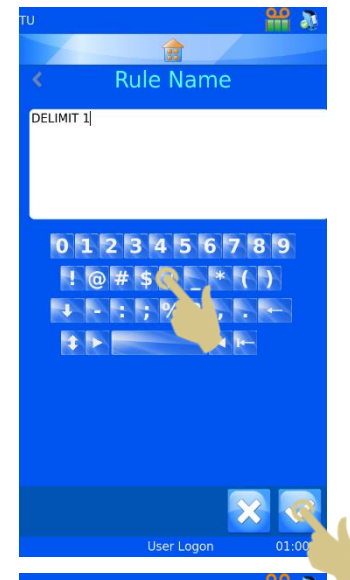 TU
Rule Name
DELIMIT 1
0 1 2 3 4 5 6 7 8 9
! @ # $ _ * ( )
- : ; % , .
User Logon 01:00